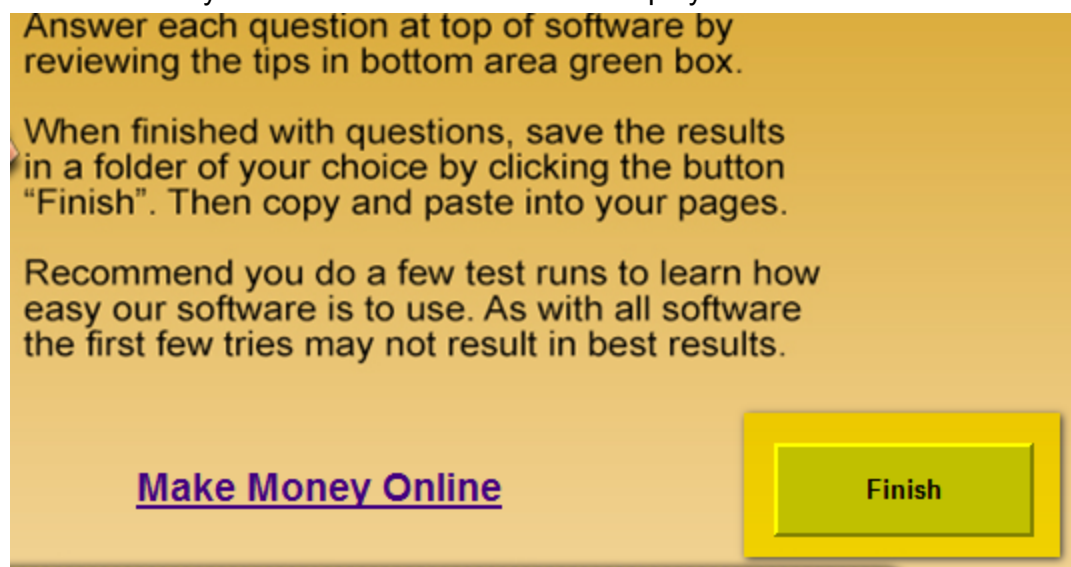 Answer each question at top of software by
reviewing the tips in bottom area green box.
When finished with questions, save the results
in a folder of your choice by clicking the button
“Finish”. Then copy and paste into your pages.
Recommend you do a few test runs to learn how
easy our software is to use. As with all software
the first few tries may not result in best results.
Make Money Online
Finish